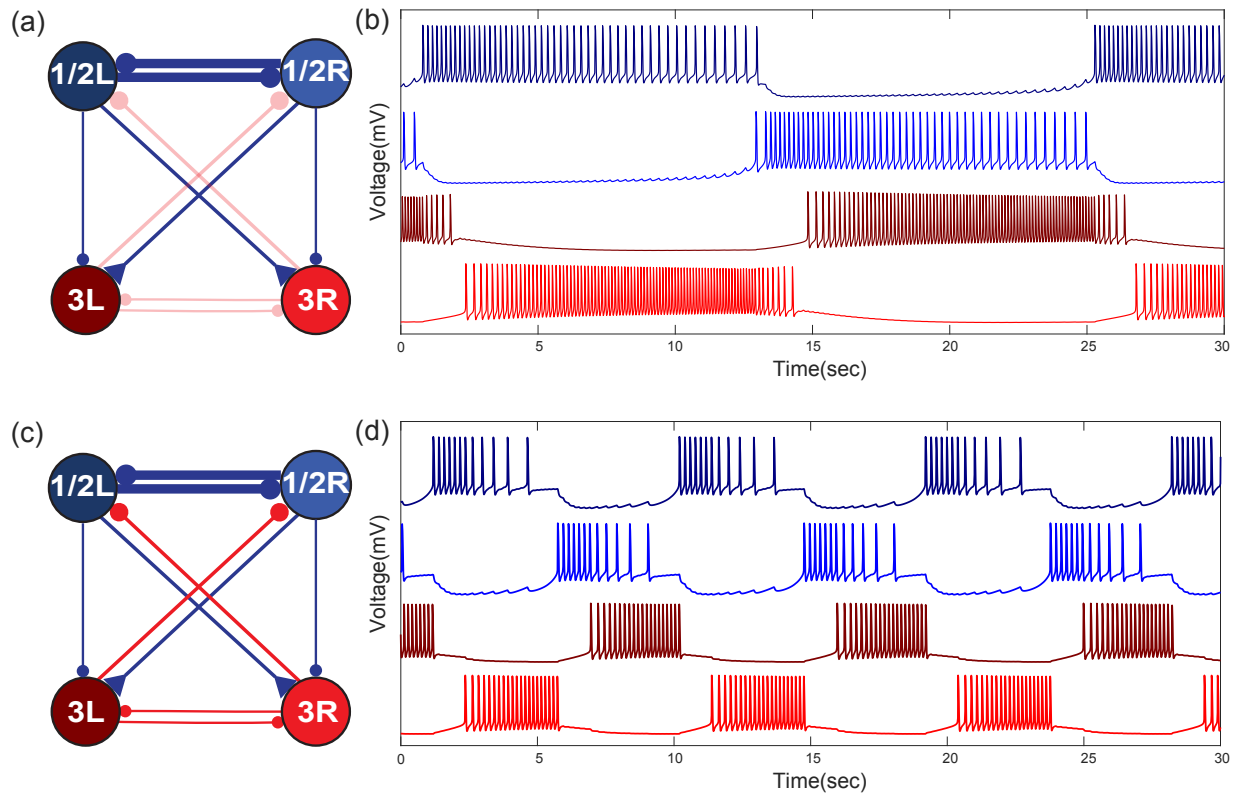 (a)
1/2L
1/2R
3L
3R
(b)
Voltage(mV)
0
5
10
15
20
25
30
Time(sec)
(c)
1/2L
1/2R
3L
3R
(d)
Voltage(mV)
0
5
10
15
20
25
30
Time(sec)